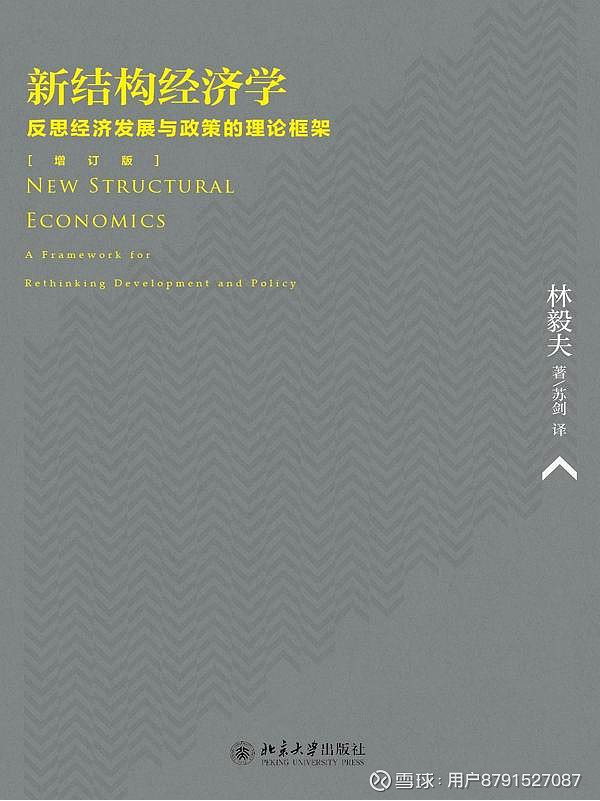 新结构经济学
反思经济发展与政策的理论框架
[ 增 订 版 ]
NEW STRUCTURAL
ECONOMICS
A Framework for
Rethinking Development and Policy
林毅夫 著/苏剑 译
北京大学出版社
PEKING UNIVERSITY PRESS
雪球：用户8791527087